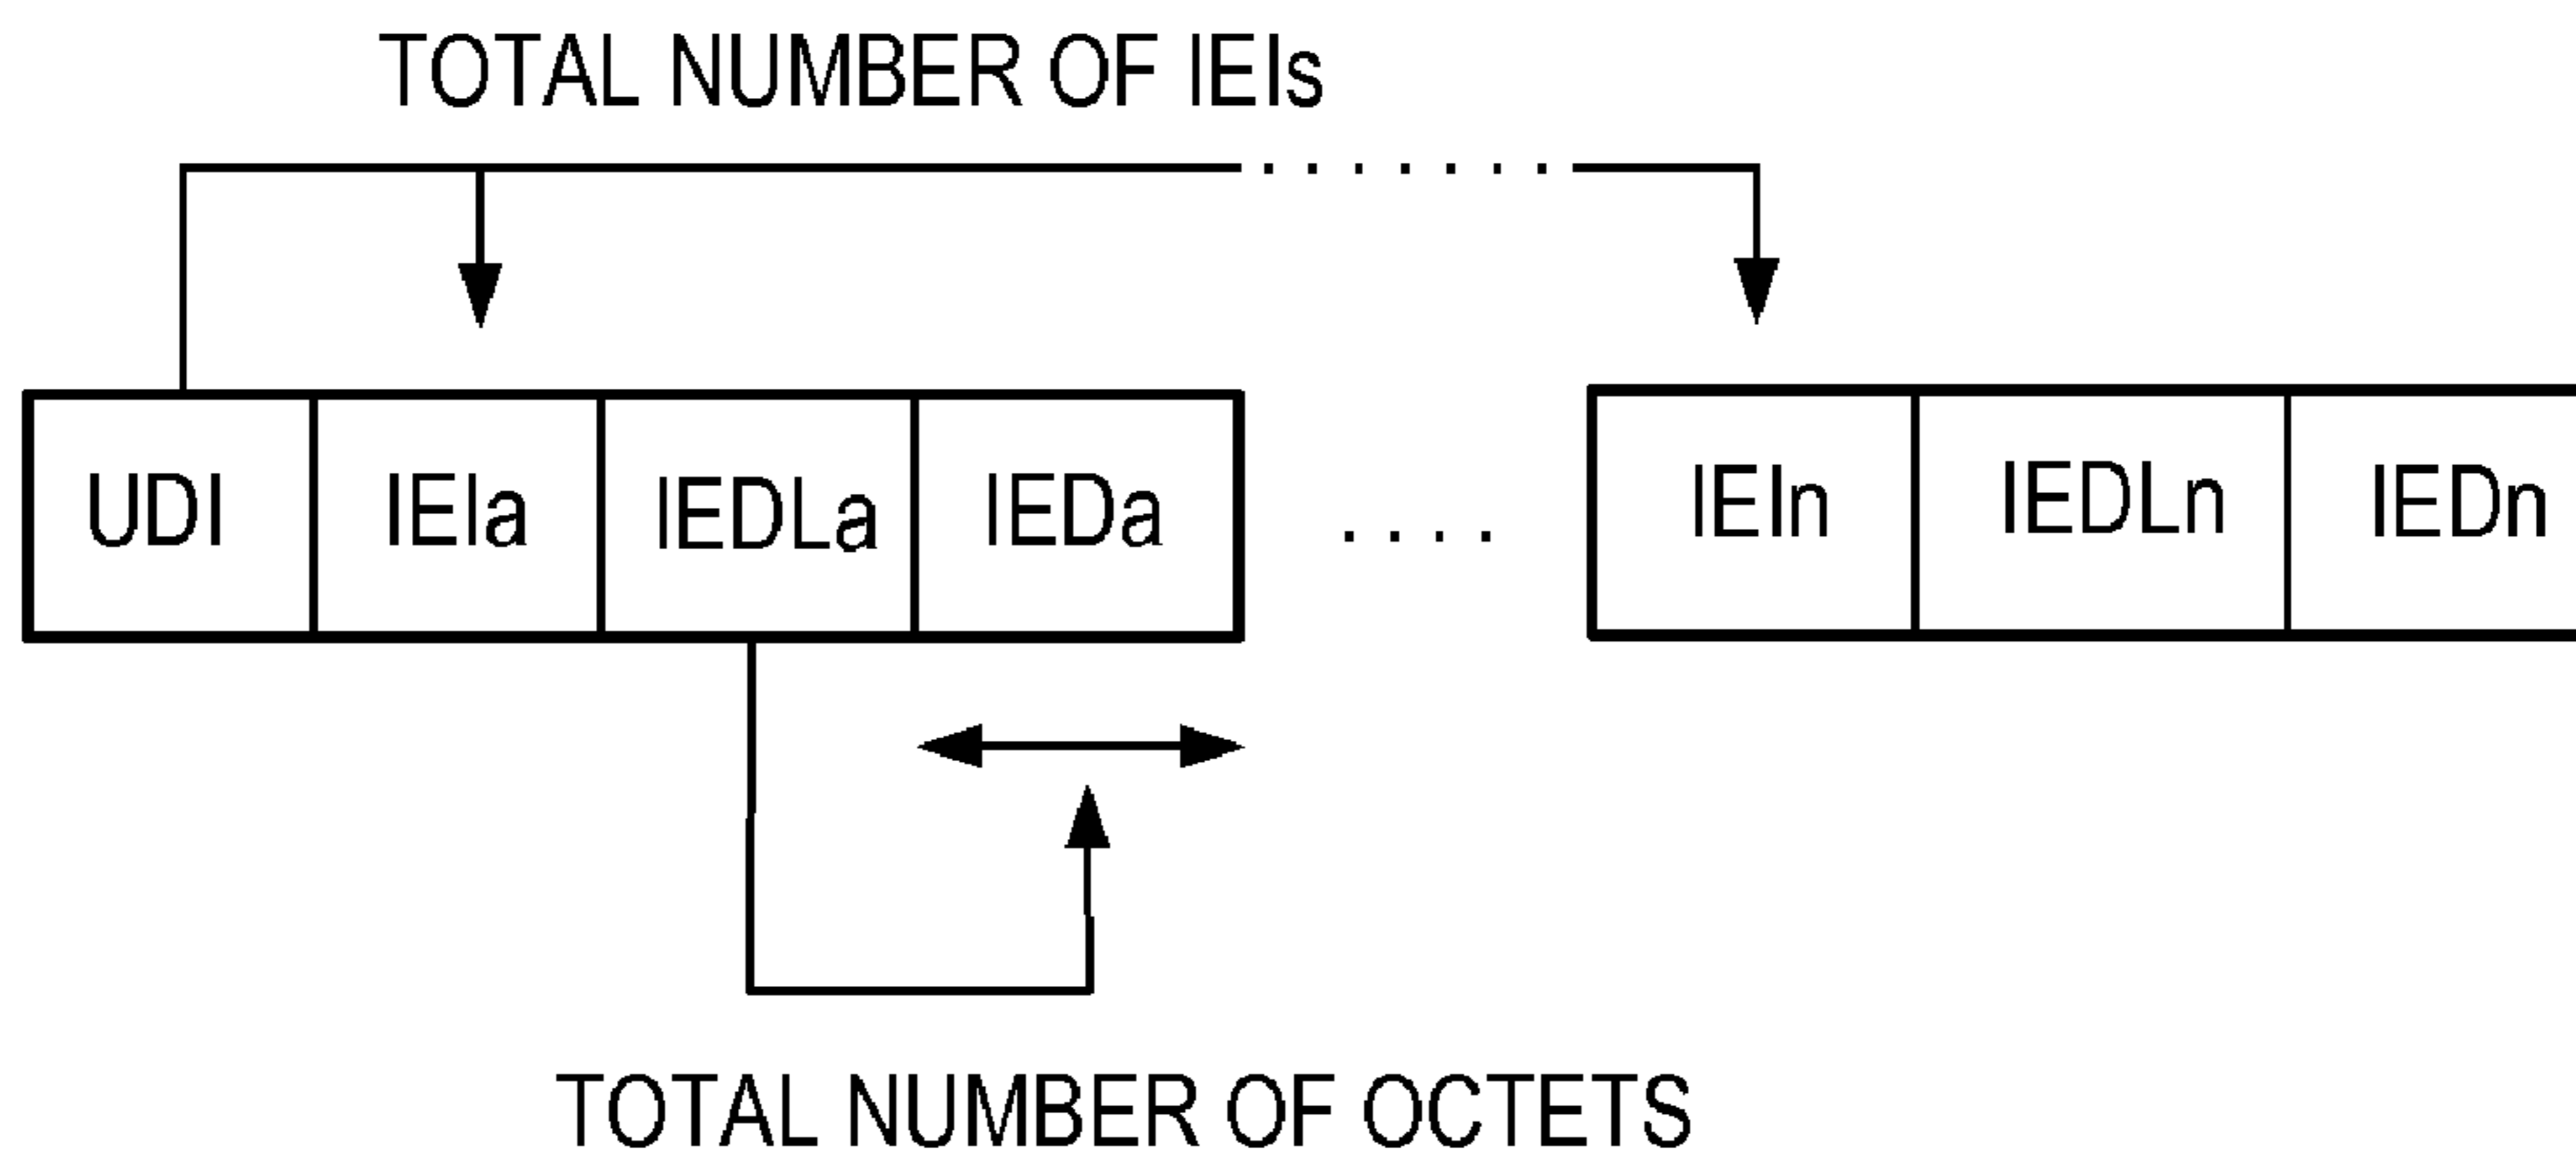 TOTAL NUMBER OF IEIs
UDI IEIa IEDLa IEDa . . . . IEIn IEDLn IEDn
TOTAL NUMBER OF OCTETS